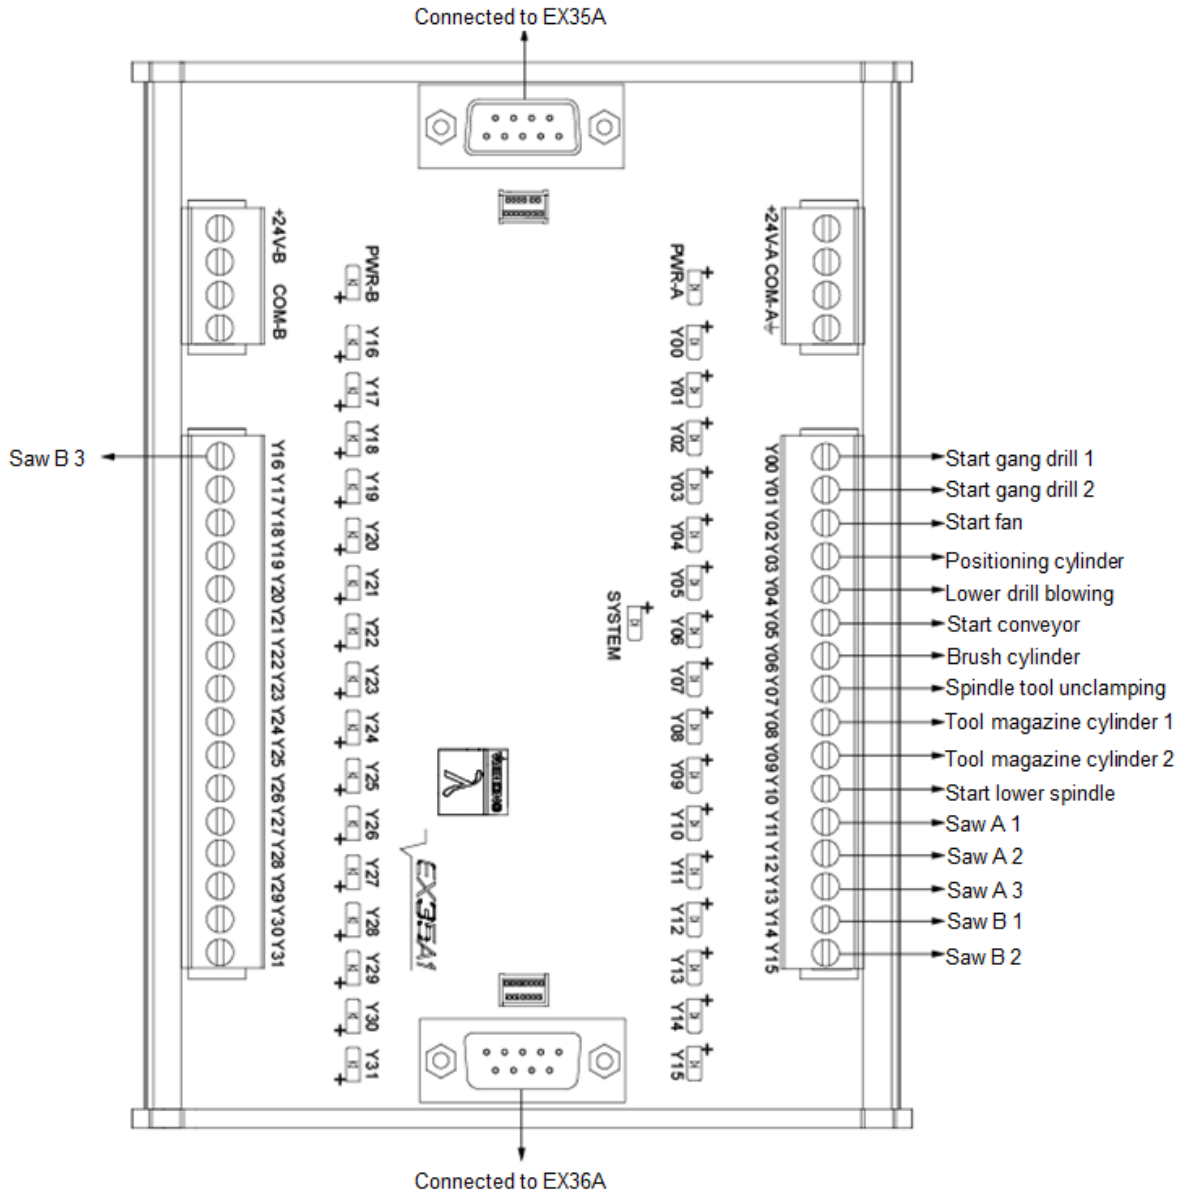 Connected to EX35A
+24V-B COM-B
PWR-B
PWR-A
+24V-A COM-A
Y16
Y17
Y18
Y19
Y20
Y21
Y22
Y23
Y24
Y25
Y26
Y27
Y28
Y29
Y30
Y31
Y00
Y01
Y02
Y03
Y04
Y05
Y06
Y07
Y08
Y09
Y10
Y11
Y12
Y13
Y14
Y15
SYSTEM
EX35A1
Saw B 3
Y16 Y17 Y18 Y19 Y20 Y21 Y22 Y23 Y24 Y25 Y26 Y27 Y28 Y29 Y30 Y31
Y00 Y01 Y02 Y03 Y04 Y05 Y06 Y07 Y08 Y09 Y10 Y11 Y12 Y13 Y14 Y15
Start gang drill 1
Start gang drill 2
Start fan
Positioning cylinder
Lower drill blowing
Start conveyor
Brush cylinder
Spindle tool unclamping
Tool magazine cylinder 1
Tool magazine cylinder 2
Start lower spindle
Saw A 1
Saw A 2
Saw A 3
Saw B 1
Saw B 2
Connected to EX36A